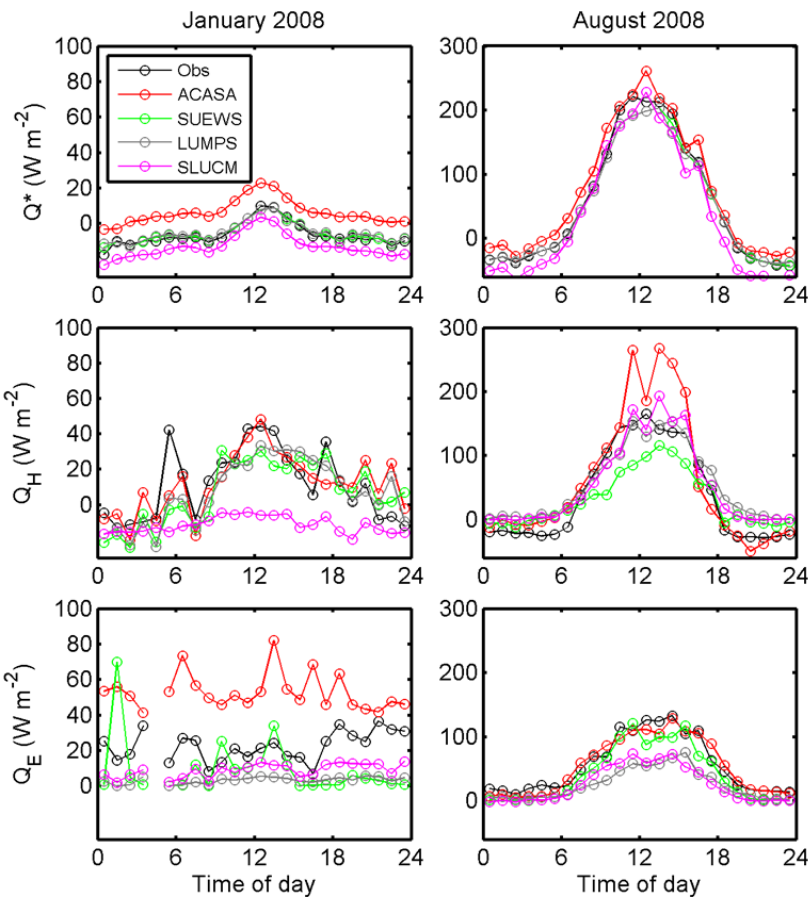 January 2008
August 2008
Q* (W m-2)
100
80
60
40
20
0
Obs
ACASA
SUEWS
LUMPS
SLUCM
0 6 12 18 24
300
200
100
0
0 6 12 18 24
QH (W m-2)
100
80
60
40
20
0
0 6 12 18 24
300
200
100
0
0 6 12 18 24
QE (W m-2)
100
80
60
40
20
0
0 6 12 18 24
Time of day
300
200
100
0
0 6 12 18 24
Time of day